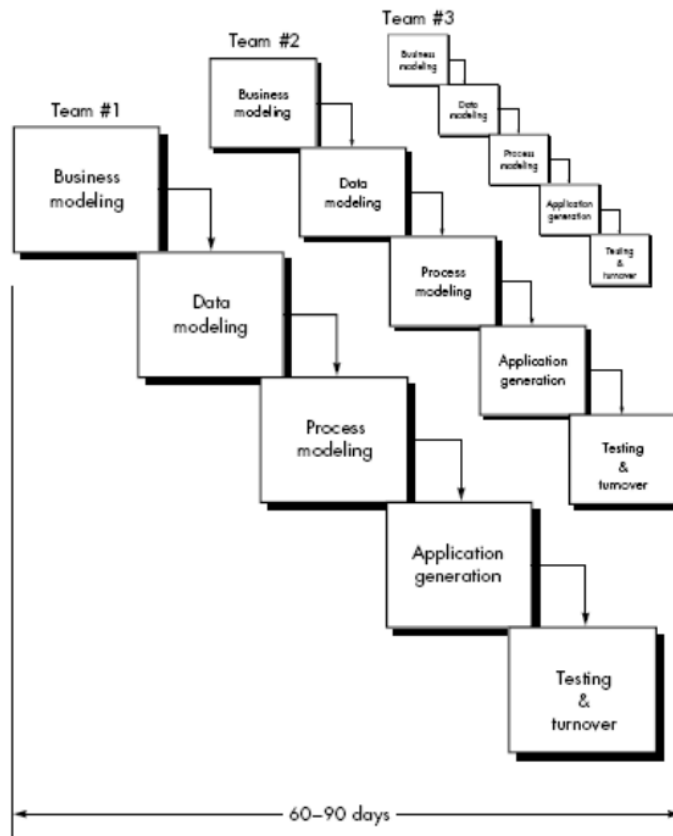 Team #1
Business
modeling
Data
modeling
Process
modeling
Application
generation
Testing
&
turnover
Team #2
Business
modeling
Data
modeling
Process
modeling
Application
generation
Testing
&
turnover
Team #3
Business
modeling
Data
modeling
Process
modeling
Application
generation
Testing
&
turnover
60–90 days